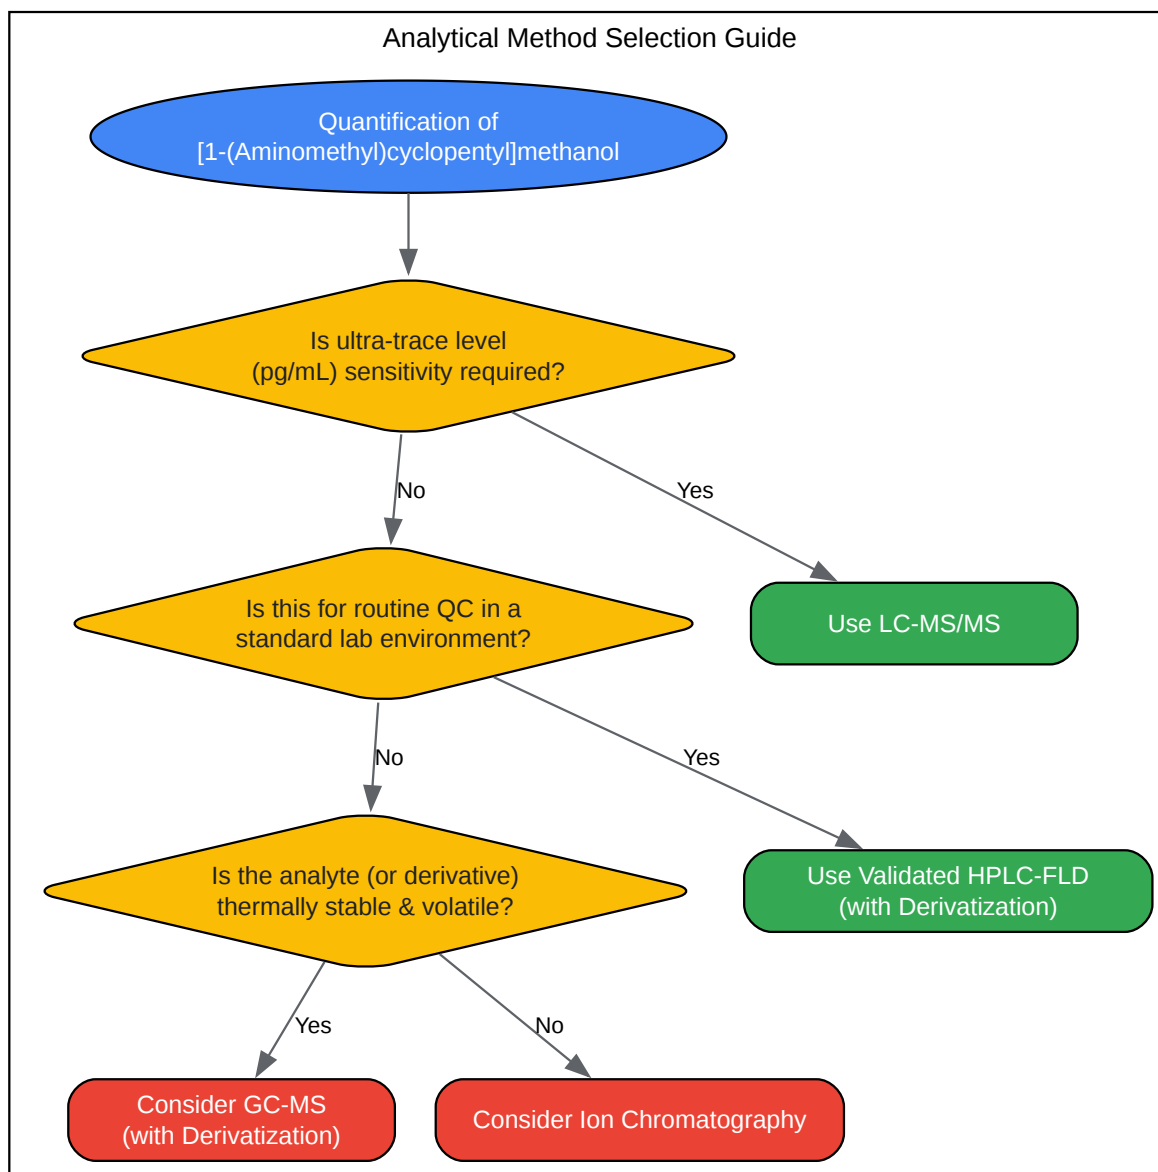 Analytical Method Selection Guide
Quantification of
[1-(Aminomethyl)cyclopentyl]methanol
Is ultra-trace level
(pg/mL) sensitivity required?
No
Yes
Is this for routine QC in a
standard lab environment?
Use LC-MS/MS
No
Yes
Is the analyte (or derivative)
thermally stable & volatile?
Use Validated HPLC-FLD
(with Derivatization)
Yes
No
Consider GC-MS
(with Derivatization)
Consider Ion Chromatography